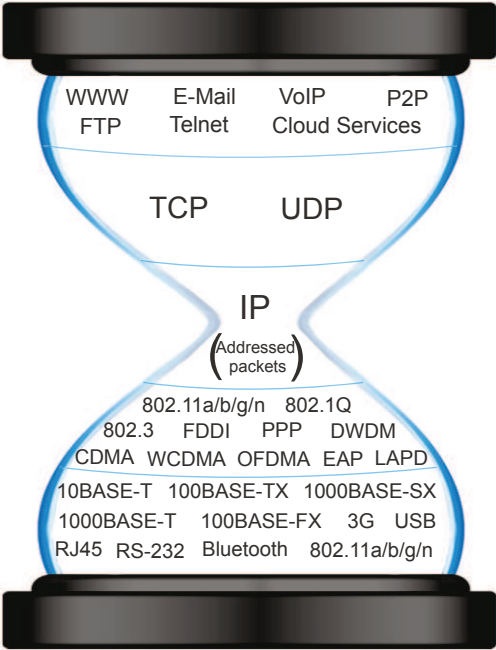 WWW E-Mail VoIP P2P
FTP Telnet Cloud Services
TCP UDP
IP
(Addressed
packets)
802.11a/b/g/n 802.1Q
802.3 FDDI PPP DWDM
CDMA WCDMA OFDMA EAP LAPD
10BASE-T 100BASE-TX 1000BASE-SX
1000BASE-T 100BASE-FX 3G USB
RJ45 RS-232 Bluetooth 802.11a/b/g/n